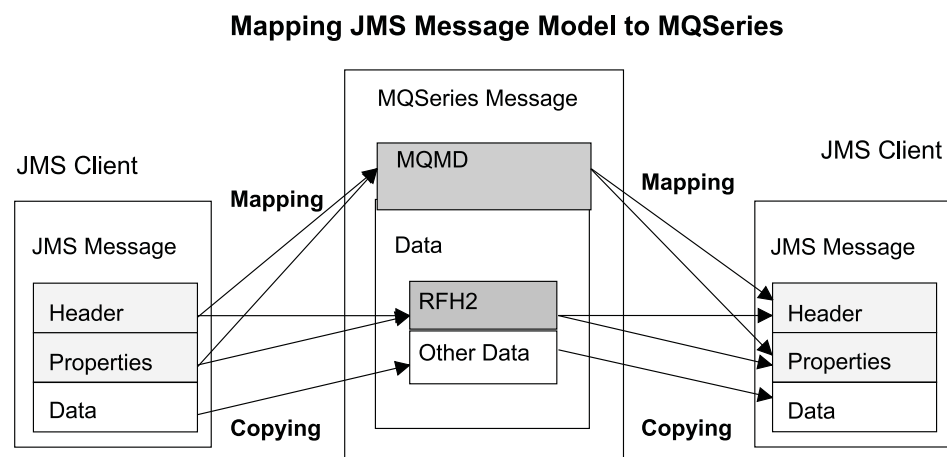 Mapping JMS Message Model to MQSeries
JMS Client
JMS Message
Header
Properties
Data
Mapping
Copying
MQSeries Message
MQMD
Data
RFH2
Other Data
Mapping
Copying
JMS Client
JMS Message
Header
Properties
Data